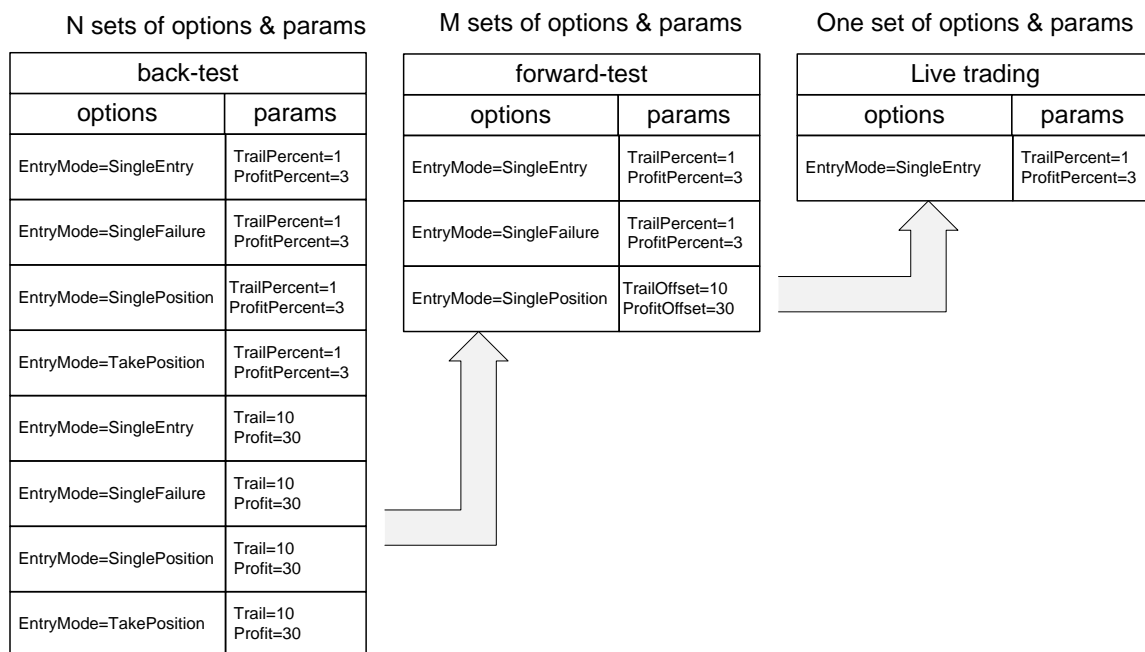 N sets of options & params
back-test
options params
EntryMode=SingleEntry
TrailPercent=1
ProfitPercent=3
EntryMode=SingleFailure
TrailPercent=1
ProfitPercent=3
EntryMode=SinglePosition
TrailPercent=1
ProfitPercent=3
EntryMode=TakePosition
TrailPercent=1
ProfitPercent=3
EntryMode=SingleEntry
Trail=10
Profit=30
EntryMode=SingleFailure
Trail=10
Profit=30
EntryMode=SinglePosition
Trail=10
Profit=30
EntryMode=TakePosition
Trail=10
Profit=30
M sets of options & params
forward-test
options params
EntryMode=SingleEntry
TrailPercent=1
ProfitPercent=3
EntryMode=SingleFailure
TrailPercent=1
ProfitPercent=3
EntryMode=SinglePosition
TrailOffset=10
ProfitOffset=30
One set of options & params
Live trading
options params
EntryMode=SingleEntry
TrailPercent=1
ProfitPercent=3